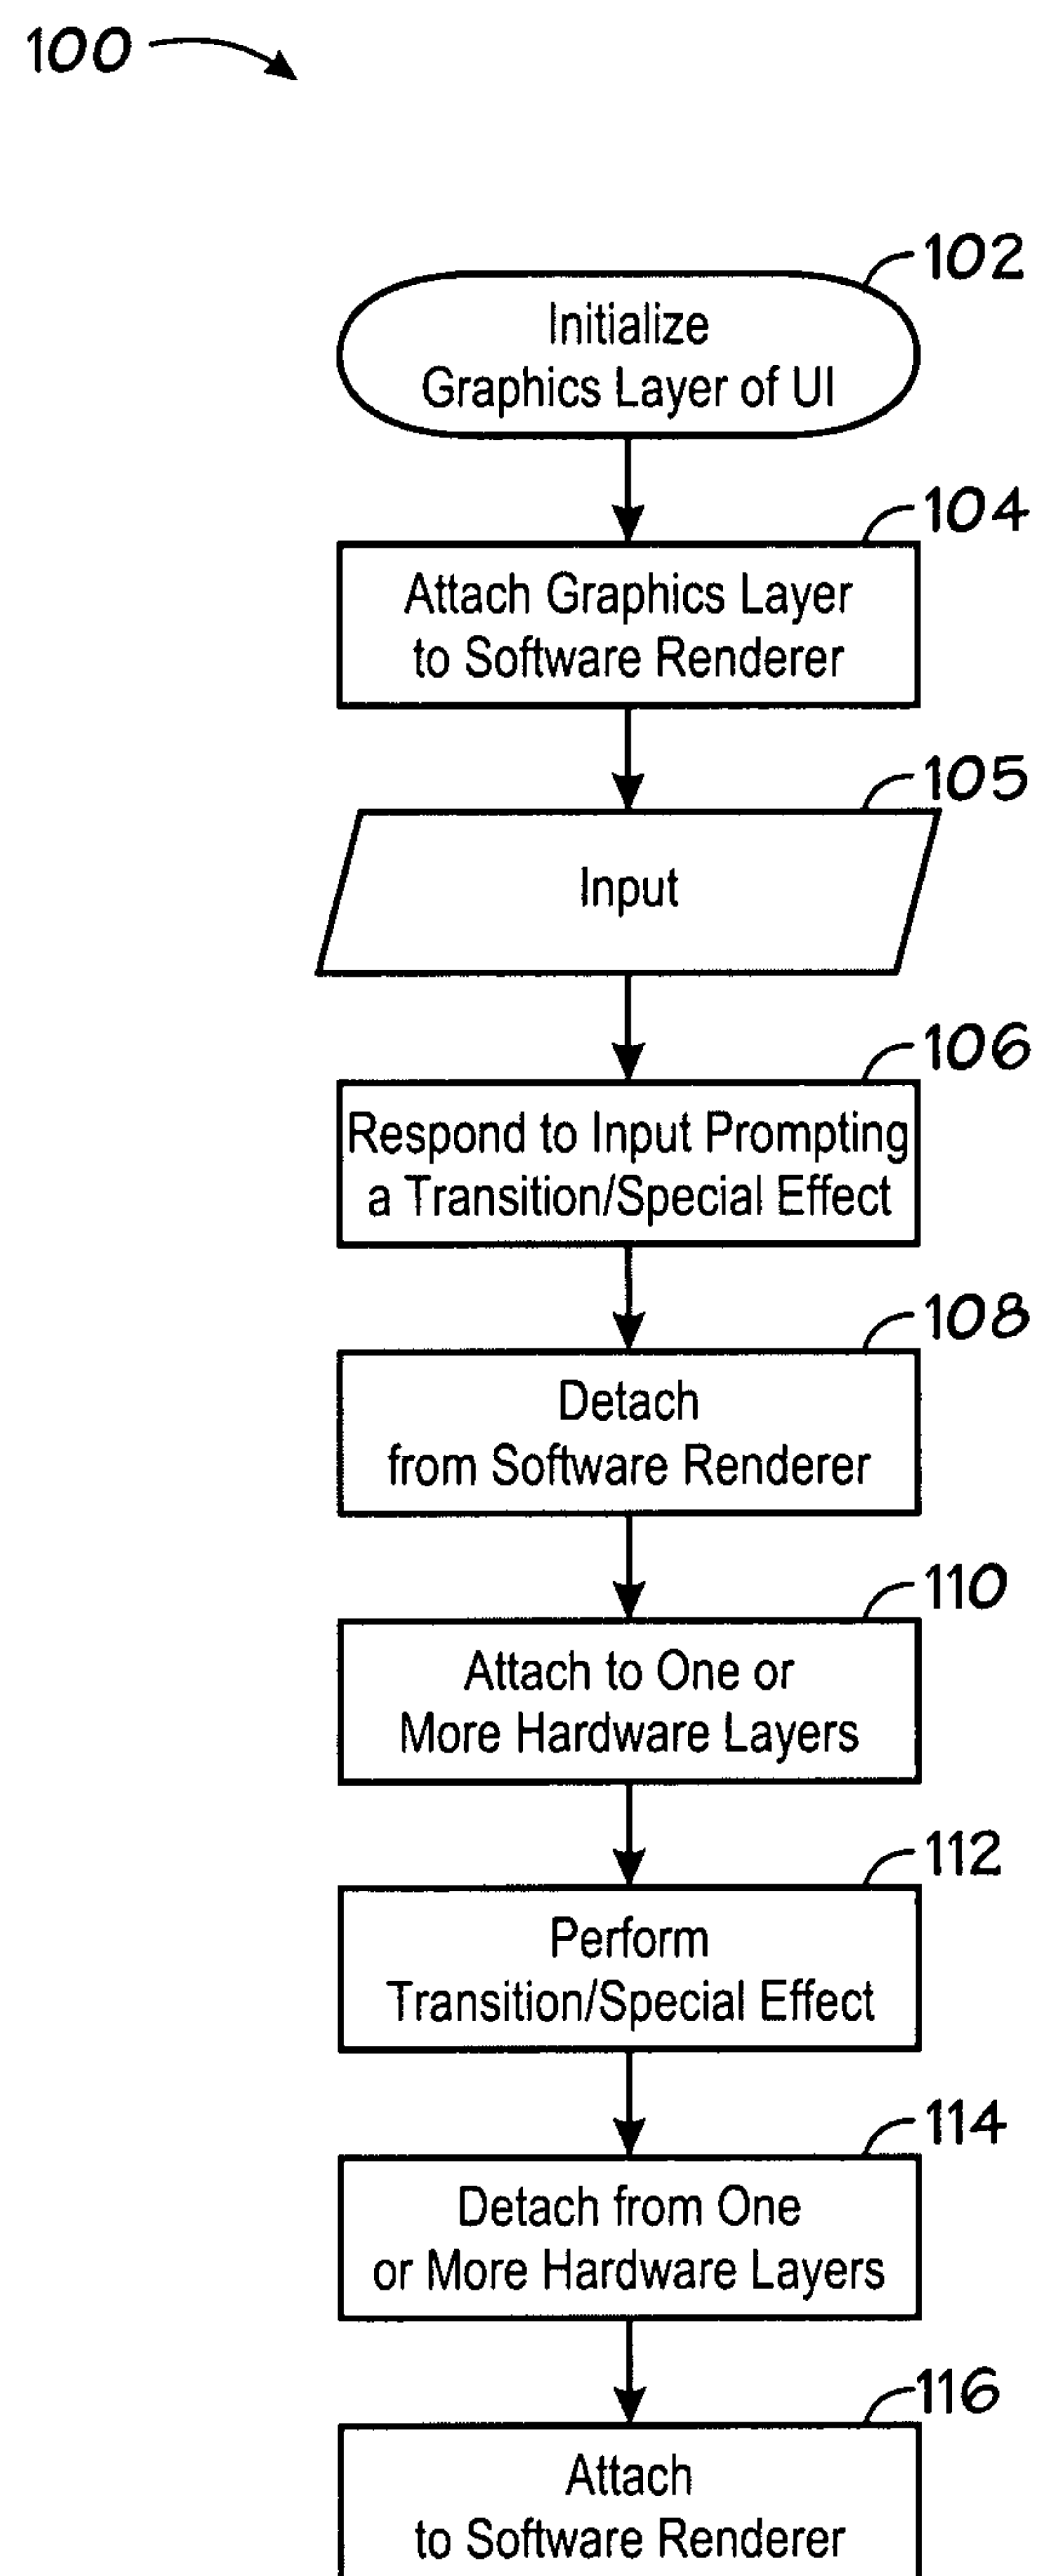 100
102
Initialize
Graphics Layer of UI
104
Attach Graphics Layer
to Software Renderer
105
Input
106
Respond to Input Prompting
a Transition/Special Effect
108
Detach
from Software Renderer
110
Attach to One or
More Hardware Layers
112
Perform
Transition/Special Effect
114
Detach from One
or More Hardware Layers
116
Attach
to Software Renderer